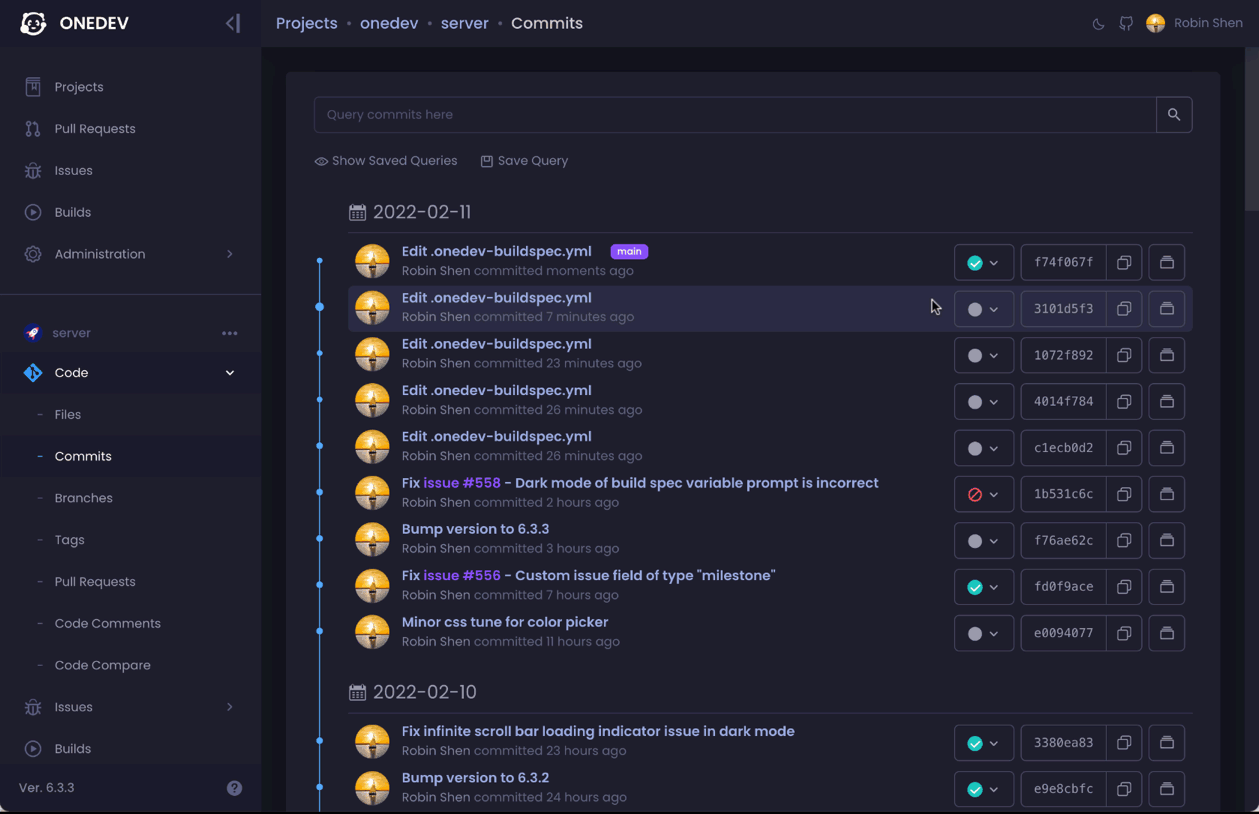 ONEDEV
Projects • onedev • server • Commits
Robin Shen
Projects
Pull Requests
Issues
Builds
Administration
server
Code
Files
Commits
Branches
Tags
Pull Requests
Code Comments
Code Compare
Issues
Builds
Ver. 6.3.3
Query commits here
Show Saved Queries
Save Query
2022-02-11
Edit .onedev-buildspec.yml main
Robin Shen committed moments ago
f74f067f
Edit .onedev-buildspec.yml
Robin Shen committed 7 minutes ago
3101d5f3
Edit .onedev-buildspec.yml
Robin Shen committed 23 minutes ago
1072f892
Edit .onedev-buildspec.yml
Robin Shen committed 26 minutes ago
4014f784
Edit .onedev-buildspec.yml
Robin Shen committed 26 minutes ago
c1ecb0d2
Fix issue #558 - Dark mode of build spec variable prompt is incorrect
Robin Shen committed 2 hours ago
1b531c6c
Bump version to 6.3.3
Robin Shen committed 3 hours ago
f76ae62c
Fix issue #556 - Custom issue field of type "milestone"
Robin Shen committed 7 hours ago
fd0f9ace
Minor css tune for color picker
Robin Shen committed 11 hours ago
e0094077
2022-02-10
Fix infinite scroll bar loading indicator issue in dark mode
Robin Shen committed 23 hours ago
3380ea83
Bump version to 6.3.2
Robin Shen committed 24 hours ago
e9e8cbfc